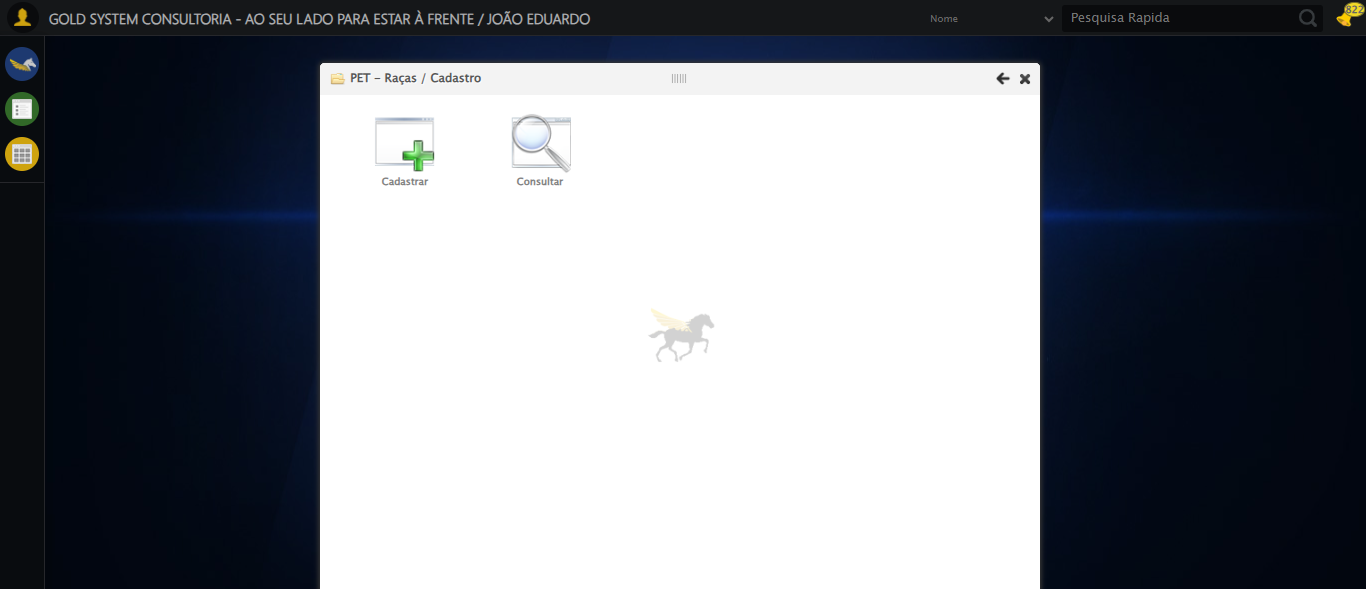 GOLD SYSTEM CONSULTORIA - AO SEU LADO PARA ESTAR À FRENTE / JOÃO EDUARDO
Nome
Pesquisa Rapida
822
PET - Raças / Cadastro
Cadastrar
Consultar